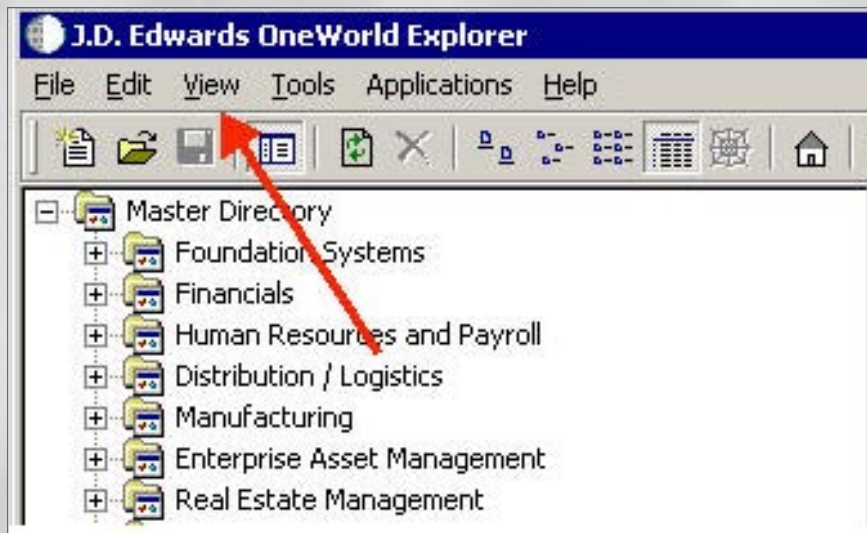 J.D. Edwards OneWorld Explorer
File Edit View Tools Applications Help
Master Directory
Foundation Systems
Financials
Human Resources and Payroll
Distribution / Logistics
Manufacturing
Enterprise Asset Management
Real Estate Management